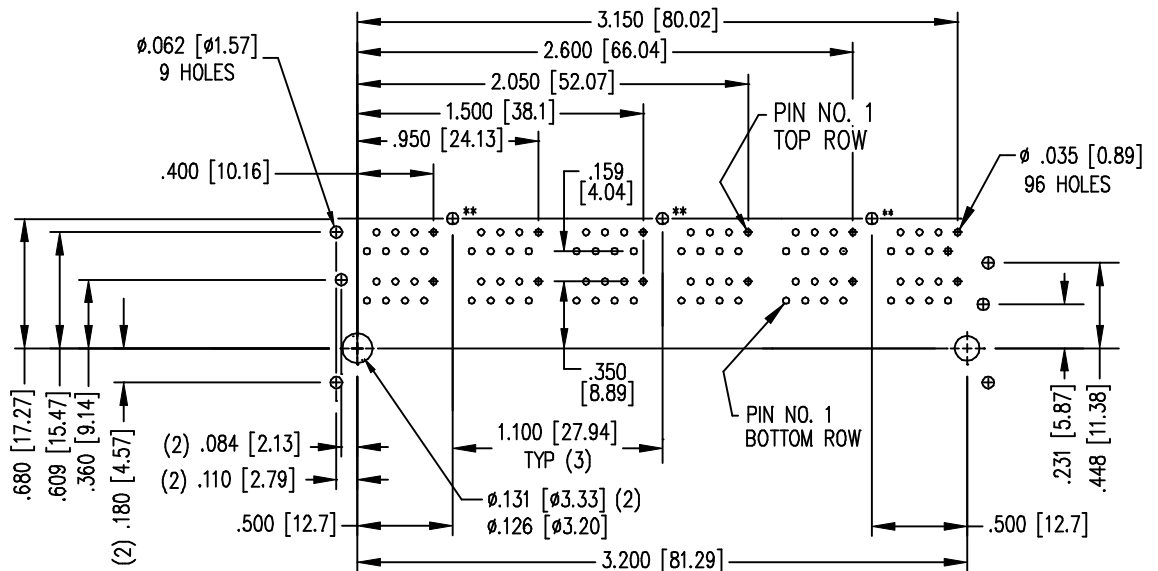 3.150 [80.02]
ø.062 [ø1.57]
9 HOLES
2.600 [66.04]
2.050 [52.07]
1.500 [38.1]
PIN NO. 1
TOP ROW
.950 [24.13]
.400 [10.16]
.159
[4.04]
ø .035 [0.89]
96 HOLES
**
**
**
.680 [17.27]
.609 [15.47]
.360 [9.14]
(2) .180 [4.57]
(2) .084 [2.13]
(2) .110 [2.79]
.500 [12.7]
1.100 [27.94]
TYP (3)
.350
[8.89]
PIN NO. 1
BOTTOM ROW
.231 [5.87]
.448 [11.38]
ø.131 [ø3.33] (2)
ø.126 [ø3.20]
.500 [12.7]
3.200 [81.29]